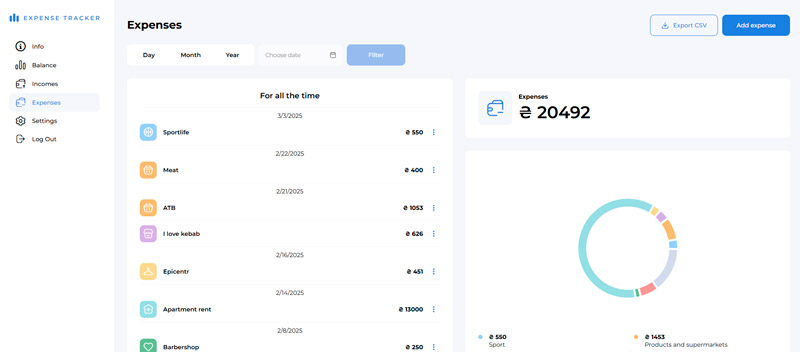 EXPENSE TRACKER
Info
Balance
Incomes
Expenses
Settings
Log Out
Expenses
Export CSV
Add expense
Day Month Year
Choose date
Filter
For all the time
3/3/2025
Sportlife ₴ 550
2/22/2025
Meat ₴ 400
2/21/2025
ATB ₴ 1053
I love kebab ₴ 626
2/16/2025
Epicentr ₴ 451
2/14/2025
Apartment rent ₴ 13000
2/8/2025
Barbershop ₴ 250
Expenses
₴ 20492
₴ 550
Sport
₴ 1453
Products and supermarkets